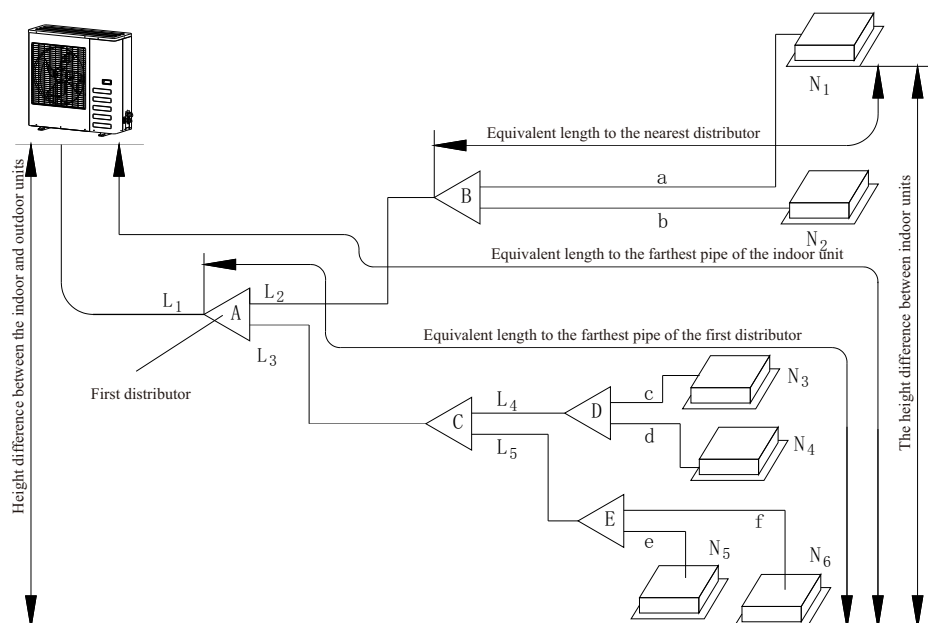 N1
Equivalent length to the nearest distributor
a
B
b
N2
Height difference between the indoor and outdoor units
The height difference between indoor units
Equivalent length to the farthest pipe of the indoor unit
L1
L2
A
Equivalent length to the farthest pipe of the first distributor
L3
First distributor
N3
c
L4
D
C
d
L5
N4
E
f
e
N5
N6